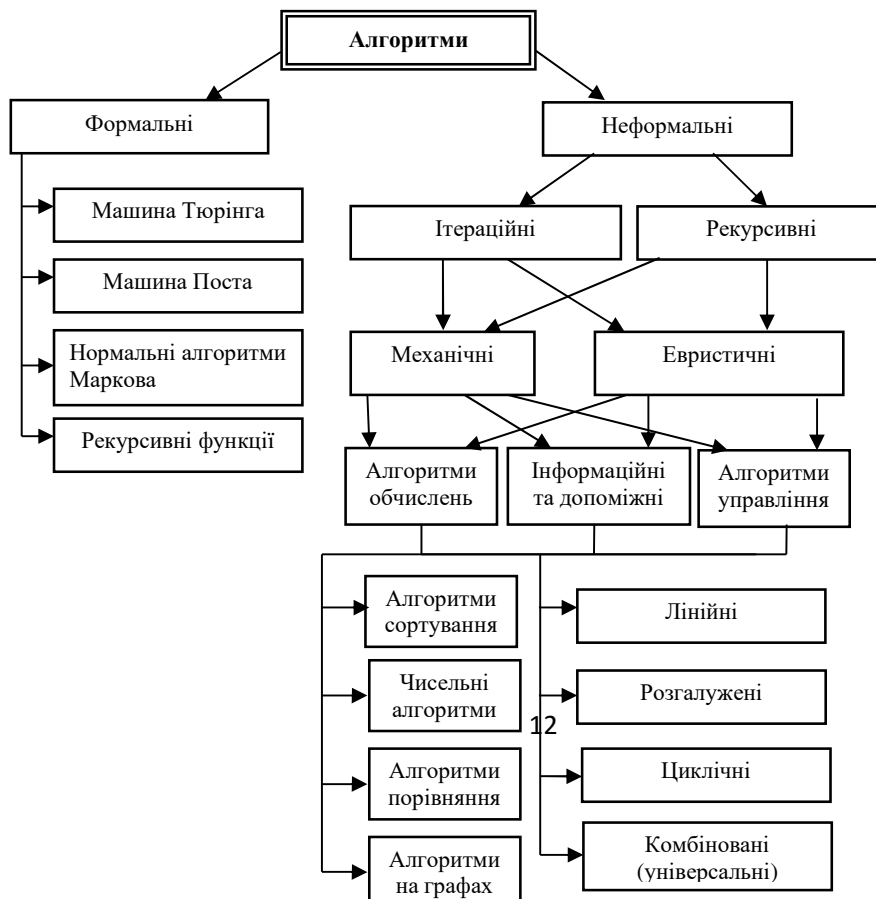 Алгоритми
Формальні
Неформальні
Машина Тюрінга
Ітераційні
Рекурсивні
Машина Поста
Нормальні алгоритми
Маркова
Механічні
Евристичні
Рекурсивні функції
Алгоритми
обчислень
Інформаційні
та допоміжні
Алгоритми
управління
Алгоритми
сортування
Лінійні
Чисельні
алгоритми
Розгалужені
12
Алгоритми
порівняння
Циклічні
Алгоритми
на графах
Комбіновані
(універсальні)